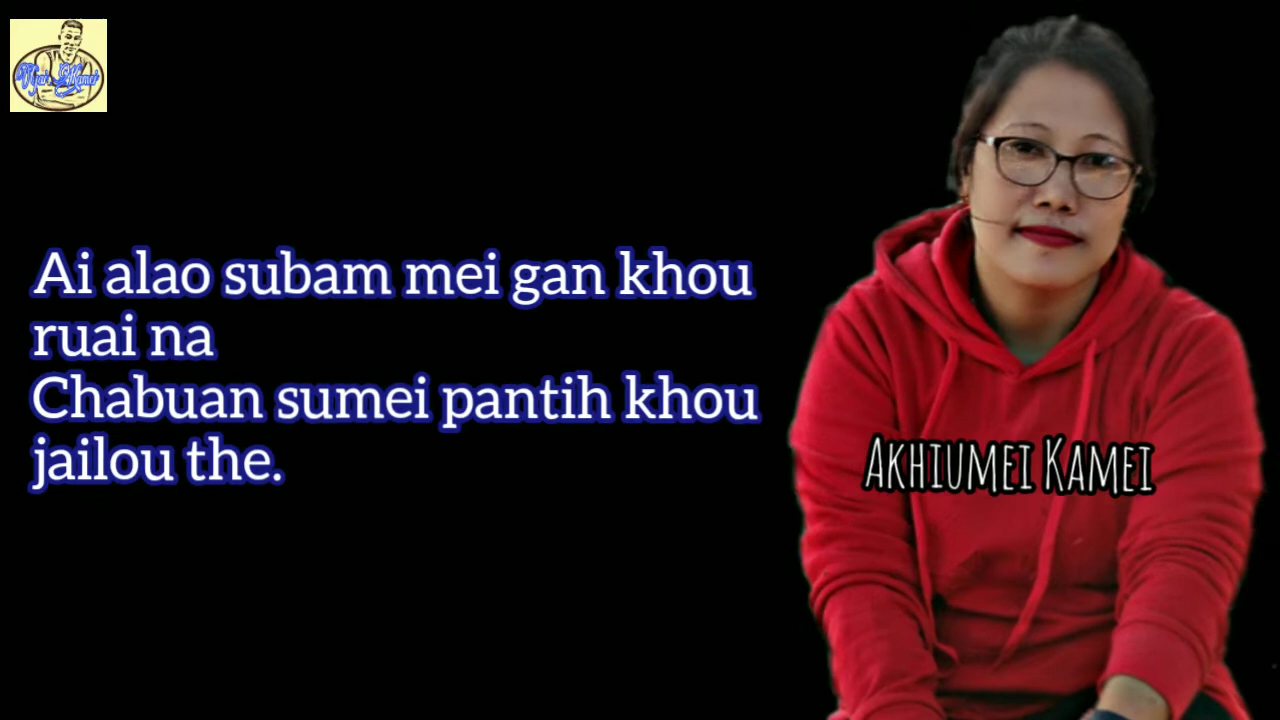 Ai alao subam mei gan khou
ruai na
Chabuan sumei pantih khou
jailou the.
AKHIUMEI KAMEI